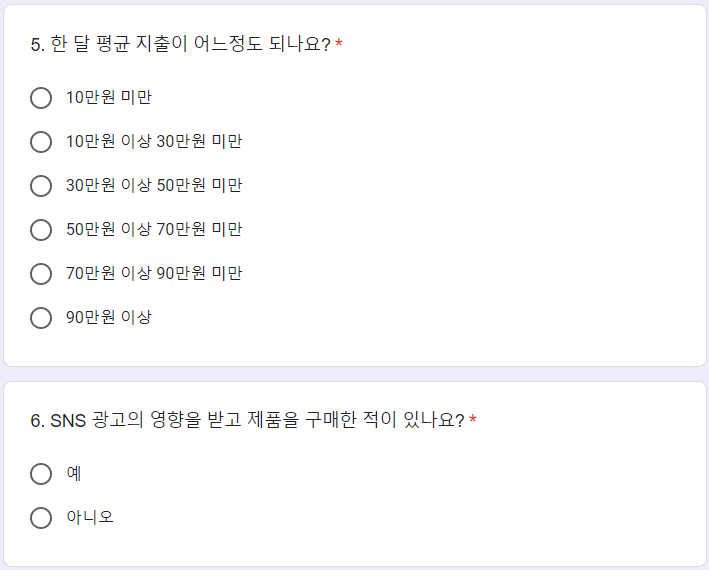 5. 한 달 평균 지출이 어느정도 되나요? *
10만원 미만
10만원 이상 30만원 미만
30만원 이상 50만원 미만
50만원 이상 70만원 미만
70만원 이상 90만원 미만
90만원 이상
6. SNS 광고의 영향을 받고 제품을 구매한 적이 있나요? *
예
아니오